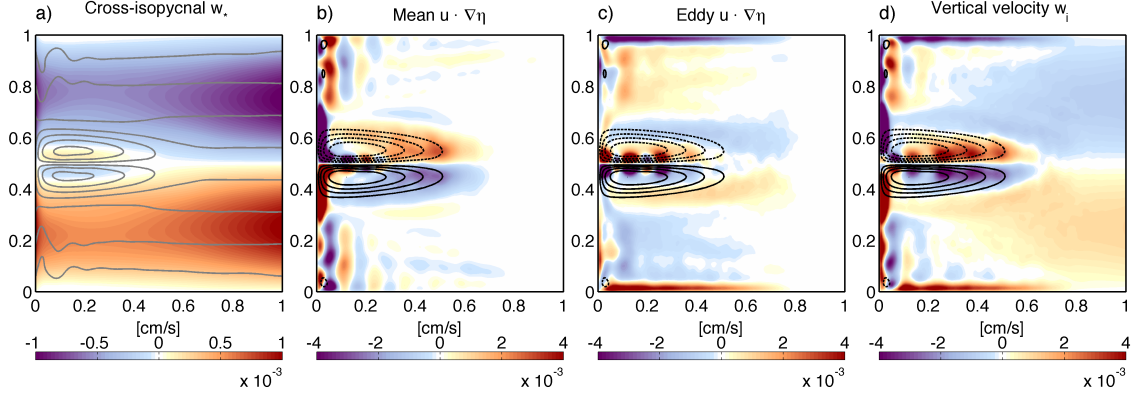 a) Cross-isopycnal w* b) Mean u · ∇η c) Eddy u · ∇η d) Vertical velocity wi
1 1 1 1
0.8 0.8 0.8 0.8
0.6 0.6 0.6 0.6
0.4 0.4 0.4 0.4
0.2 0.2 0.2 0.2
0 0 0 0
0 0.2 0.4 0.6 0.8 1 0 0.2 0.4 0.6 0.8 1 0 0.2 0.4 0.6 0.8 1 0 0.2 0.4 0.6 0.8 1
[cm/s] [cm/s] [cm/s] [cm/s]
-1 -0.5 0 0.5 1 -4 -2 0 2 4 -4 -2 0 2 4 -4 -2 0 2 4
x 10-3 x 10-3 x 10-3 x 10-3